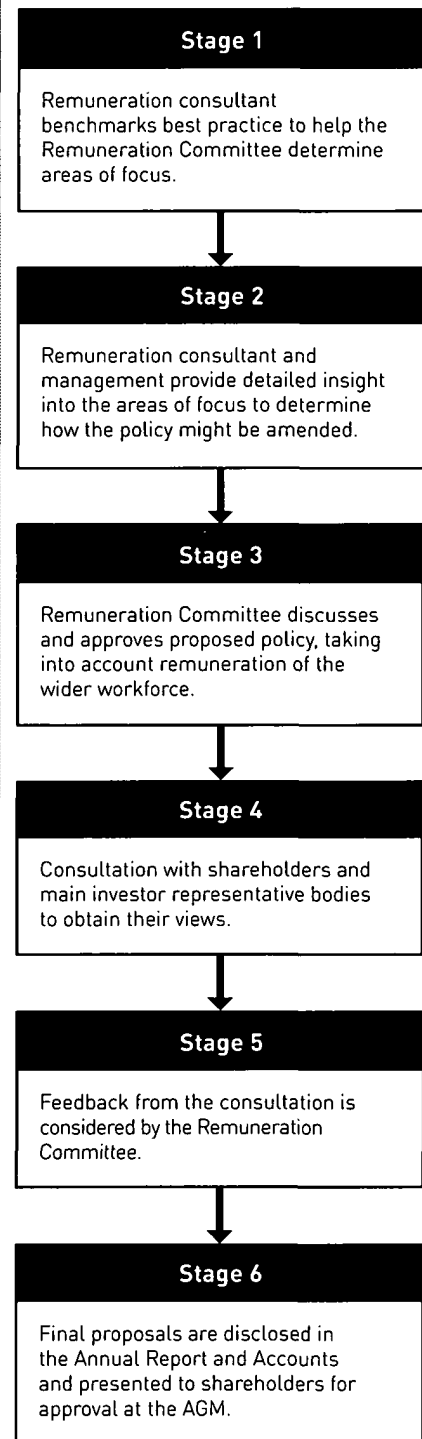 Stage 1
Remuneration consultant
benchmarks best practice to help the
Remuneration Committee determine
areas of focus.
Stage 2
Remuneration consultant and
management provide detailed insight
into the areas of focus to determine
how the policy might be amended.
Stage 3
Remuneration Committee discusses
and approves proposed policy, taking
into account remuneration of the
wider workforce.
Stage 4
Consultation with shareholders and
main investor representative bodies
to obtain their views.
Stage 5
Feedback from the consultation is
considered by the Remuneration
Committee.
Stage 6
Final proposals are disclosed in
the Annual Report and Accounts
and presented to shareholders for
approval at the AGM.